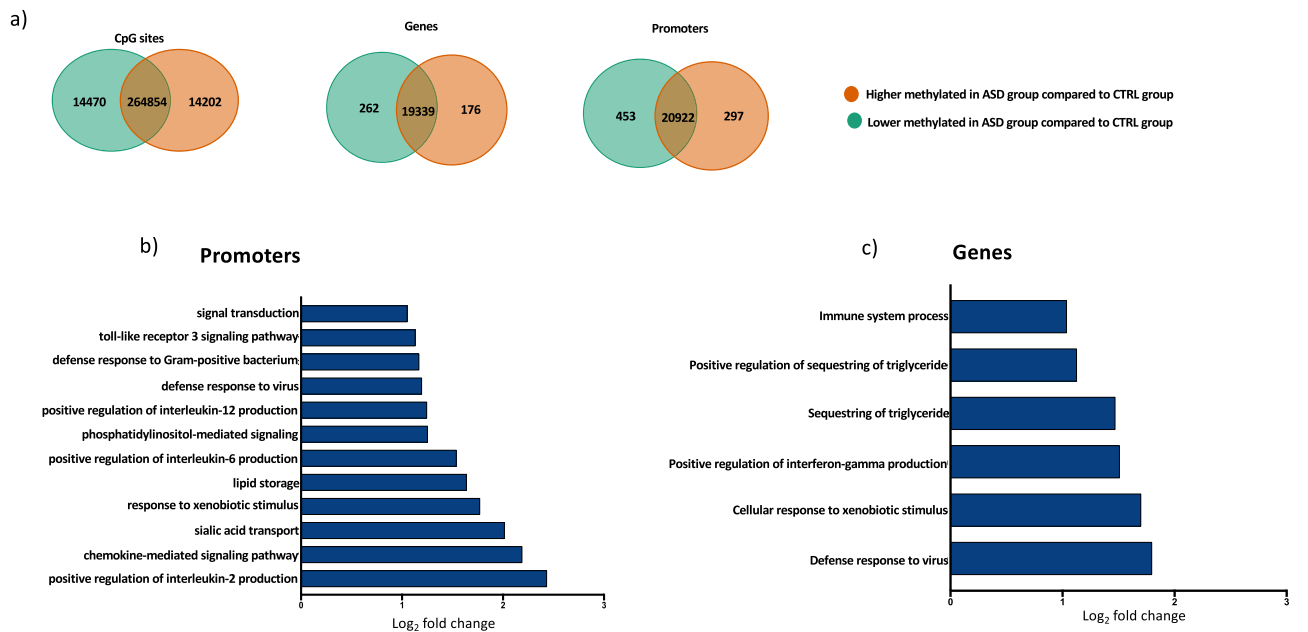 a)
CpG sites
14470
264854
14202
Genes
262
19339
176
Promoters
453
20922
297
Higher methylated in ASD group compared to CTRL group
Lower methylated in ASD group compared to CTRL group
b)
Promoters
signal transduction
toll-like receptor 3 signaling pathway
defense response to Gram-positive bacterium
defense response to virus
positive regulation of interleukin-12 production
phosphatidylinositol-mediated signaling
positive regulation of interleukin-6 production
lipid storage
response to xenobiotic stimulus
sialic acid transport
chemokine-mediated signaling pathway
positive regulation of interleukin-2 production
0 1 2 3
Log2 fold change
c)
Genes
Immune system process
Positive regulation of sequestring of triglyceride
Sequestring of triglyceride
Positive regulation of interferon-gamma production
Cellular response to xenobiotic stimulus
Defense response to virus
0 1 2 3
Log2 fold change